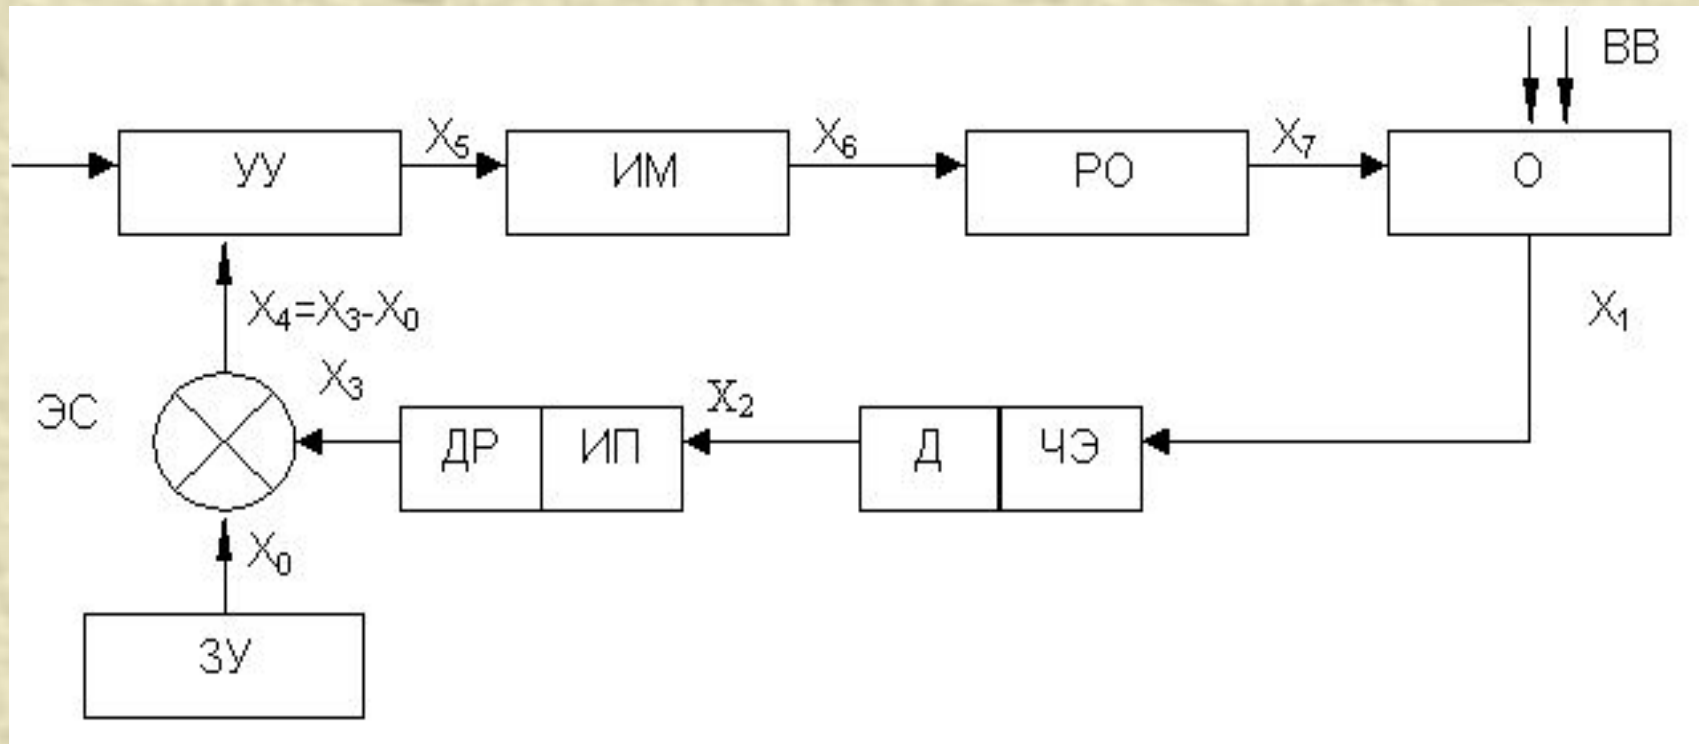 ВВ
X₅ X₆ X₇
УУ ИМ РО О
X₄=X₃-X₀
X₁
X₃
X₂
ЭС
ДР ИП Д ЧЭ
X₀
ЗУ